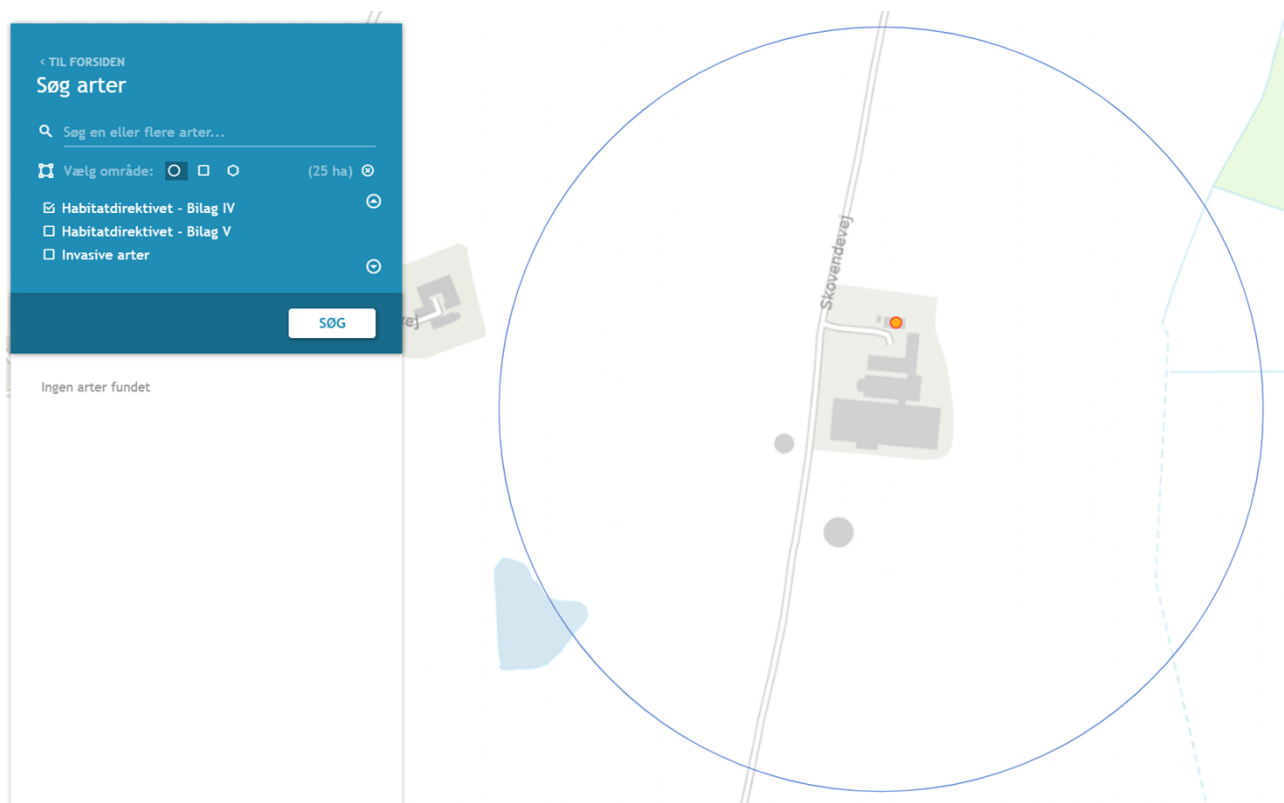 ‹ TIL FORSIDEN
Søg arter
Søg en eller flere arter...
Vælg område: (25 ha)
Habitatdirektivet - Bilag IV
Habitatdirektivet - Bilag V
Invasive arter
SØG
Ingen arter fundet
Skovendevej